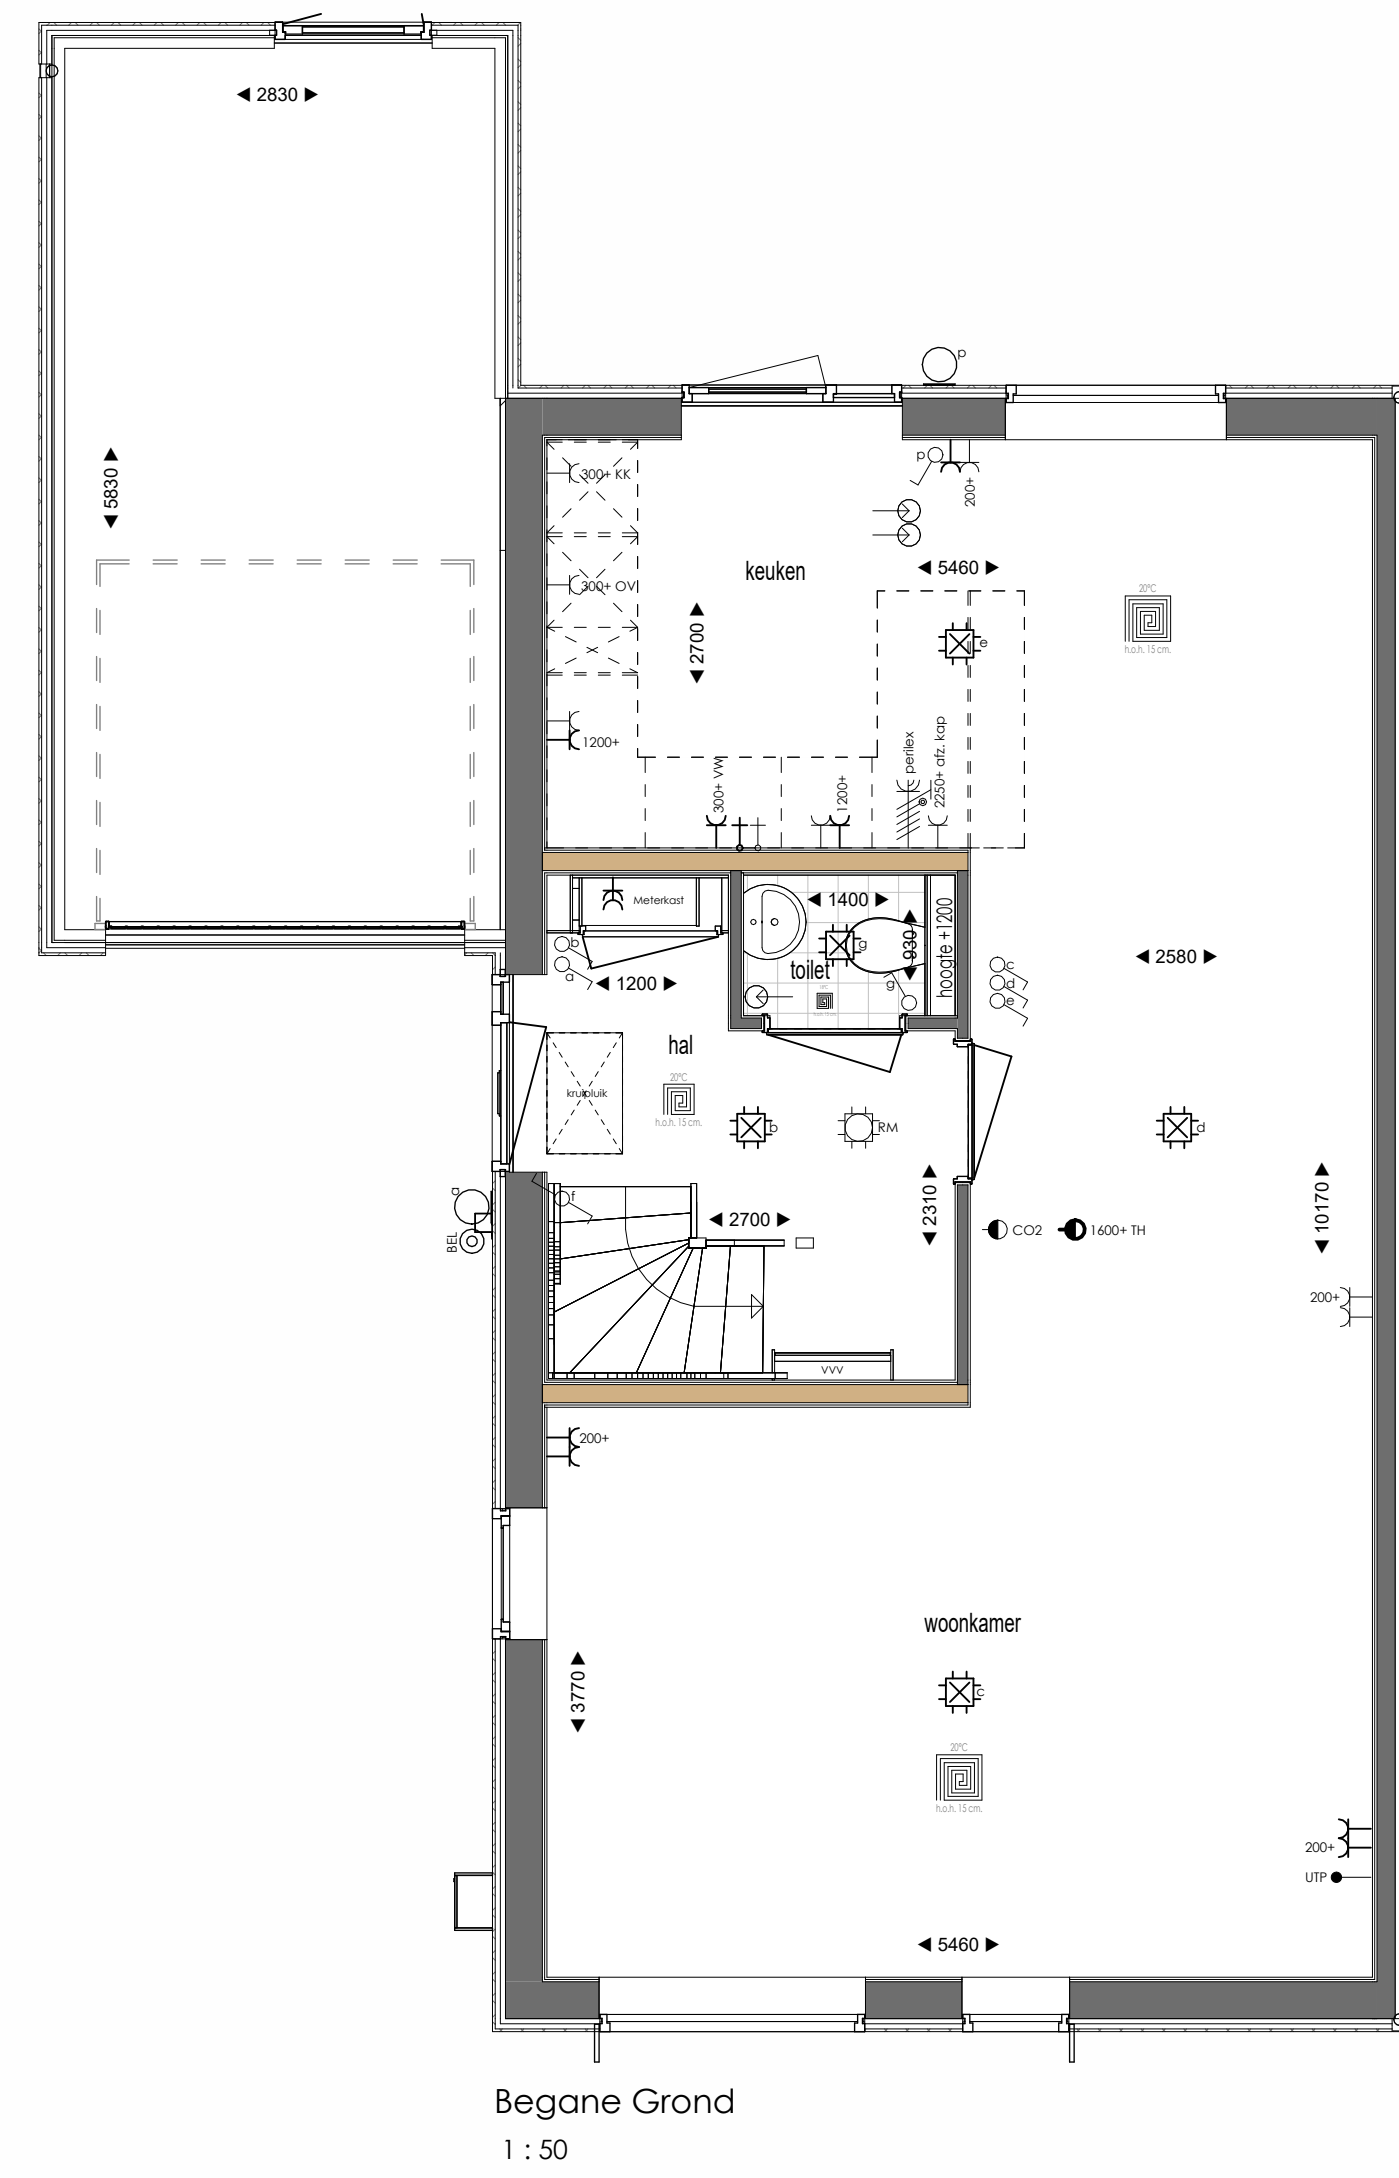 ◄ 2830 ►
◄ 5830 ►
p
300+ KK
p
200+
300+ OV
keuken
◄ 5460 ►
20°C
h.o.h. 15 cm.
◄ 2700 ►
e
1200+
300+ VW
1200+
perilex
2250+ afz. kap
Meterkast
◄ 1400 ►
◄ 930 ►
hoogte +1200
b
a
g
toilet
g
◄ 1200 ►
c
d
e
◄ 2580 ►
hal
20°C
h.o.h. 15 cm.
kruipluik
b
RM
d
a
BEL
f
◄ 2700 ►
◄ 2310 ►
CO2
1600+ TH
◄ 10170 ►
200+
VVV
200+
woonkamer
◄ 3770 ►
c
20°C
h.o.h. 15 cm.
200+
UTP
◄ 5460 ►
Begane Grond
1 : 50